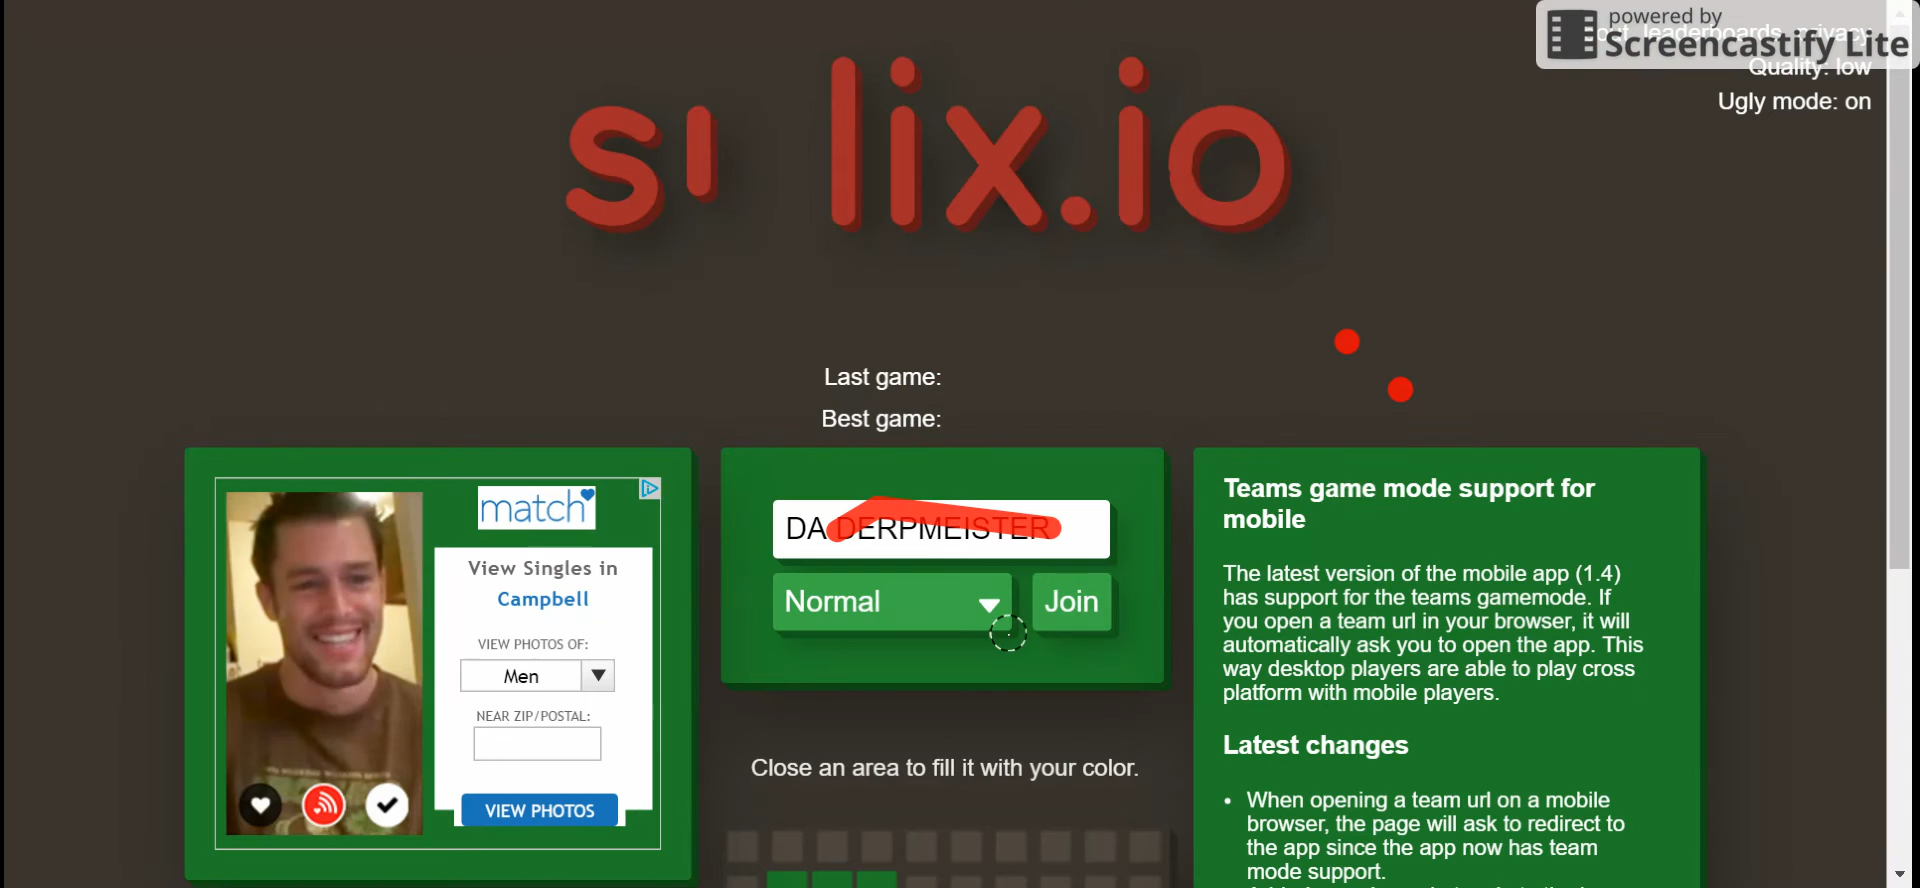 powered by
Screencastify Lite
out leaderboards privacy
Quality: low
Ugly mode: on
s lix.io
Last game:
Best game:
match
View Singles in
Campbell
VIEW PHOTOS OF:
Men
NEAR ZIP/POSTAL:
VIEW PHOTOS
DA DERPMEISTER
Normal
Join
Close an area to fill it with your color.
Teams game mode support for
mobile
The latest version of the mobile app (1.4)
has support for the teams gamemode. If
you open a team url in your browser, it will
automatically ask you to open the app. This
way desktop players are able to play cross
platform with mobile players.
Latest changes
• When opening a team url on a mobile
browser, the page will ask to redirect to
the app since the app now has team
mode support.